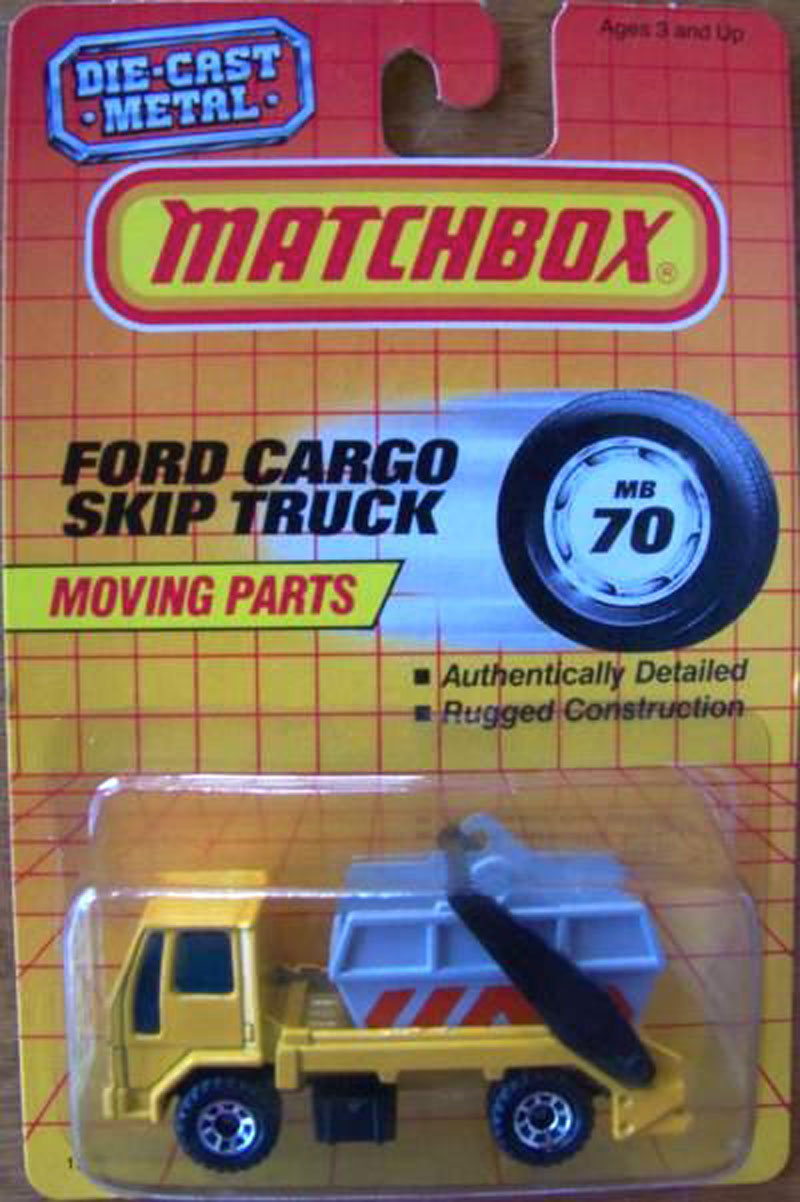 Ages 3 and Up
DIE-CAST
METAL
MATCHBOX®
FORD CARGO
SKIP TRUCK
MB
70
MOVING PARTS
■ Authentically Detailed
■ Rugged Construction
1